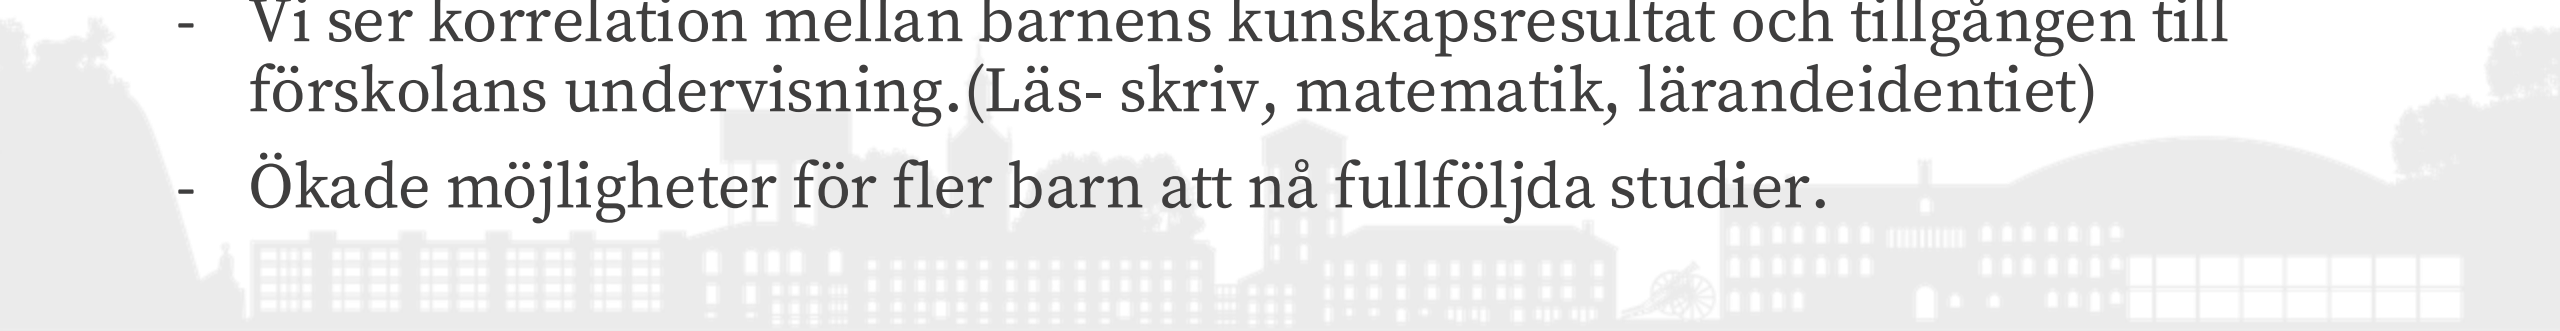 - Vi ser korrelation mellan barnens kunskapsresultat och tillgången till
förskolans undervisning.(Läs- skriv, matematik, lärandeidentiet)
- Ökade möjligheter för fler barn att nå fullföljda studier.